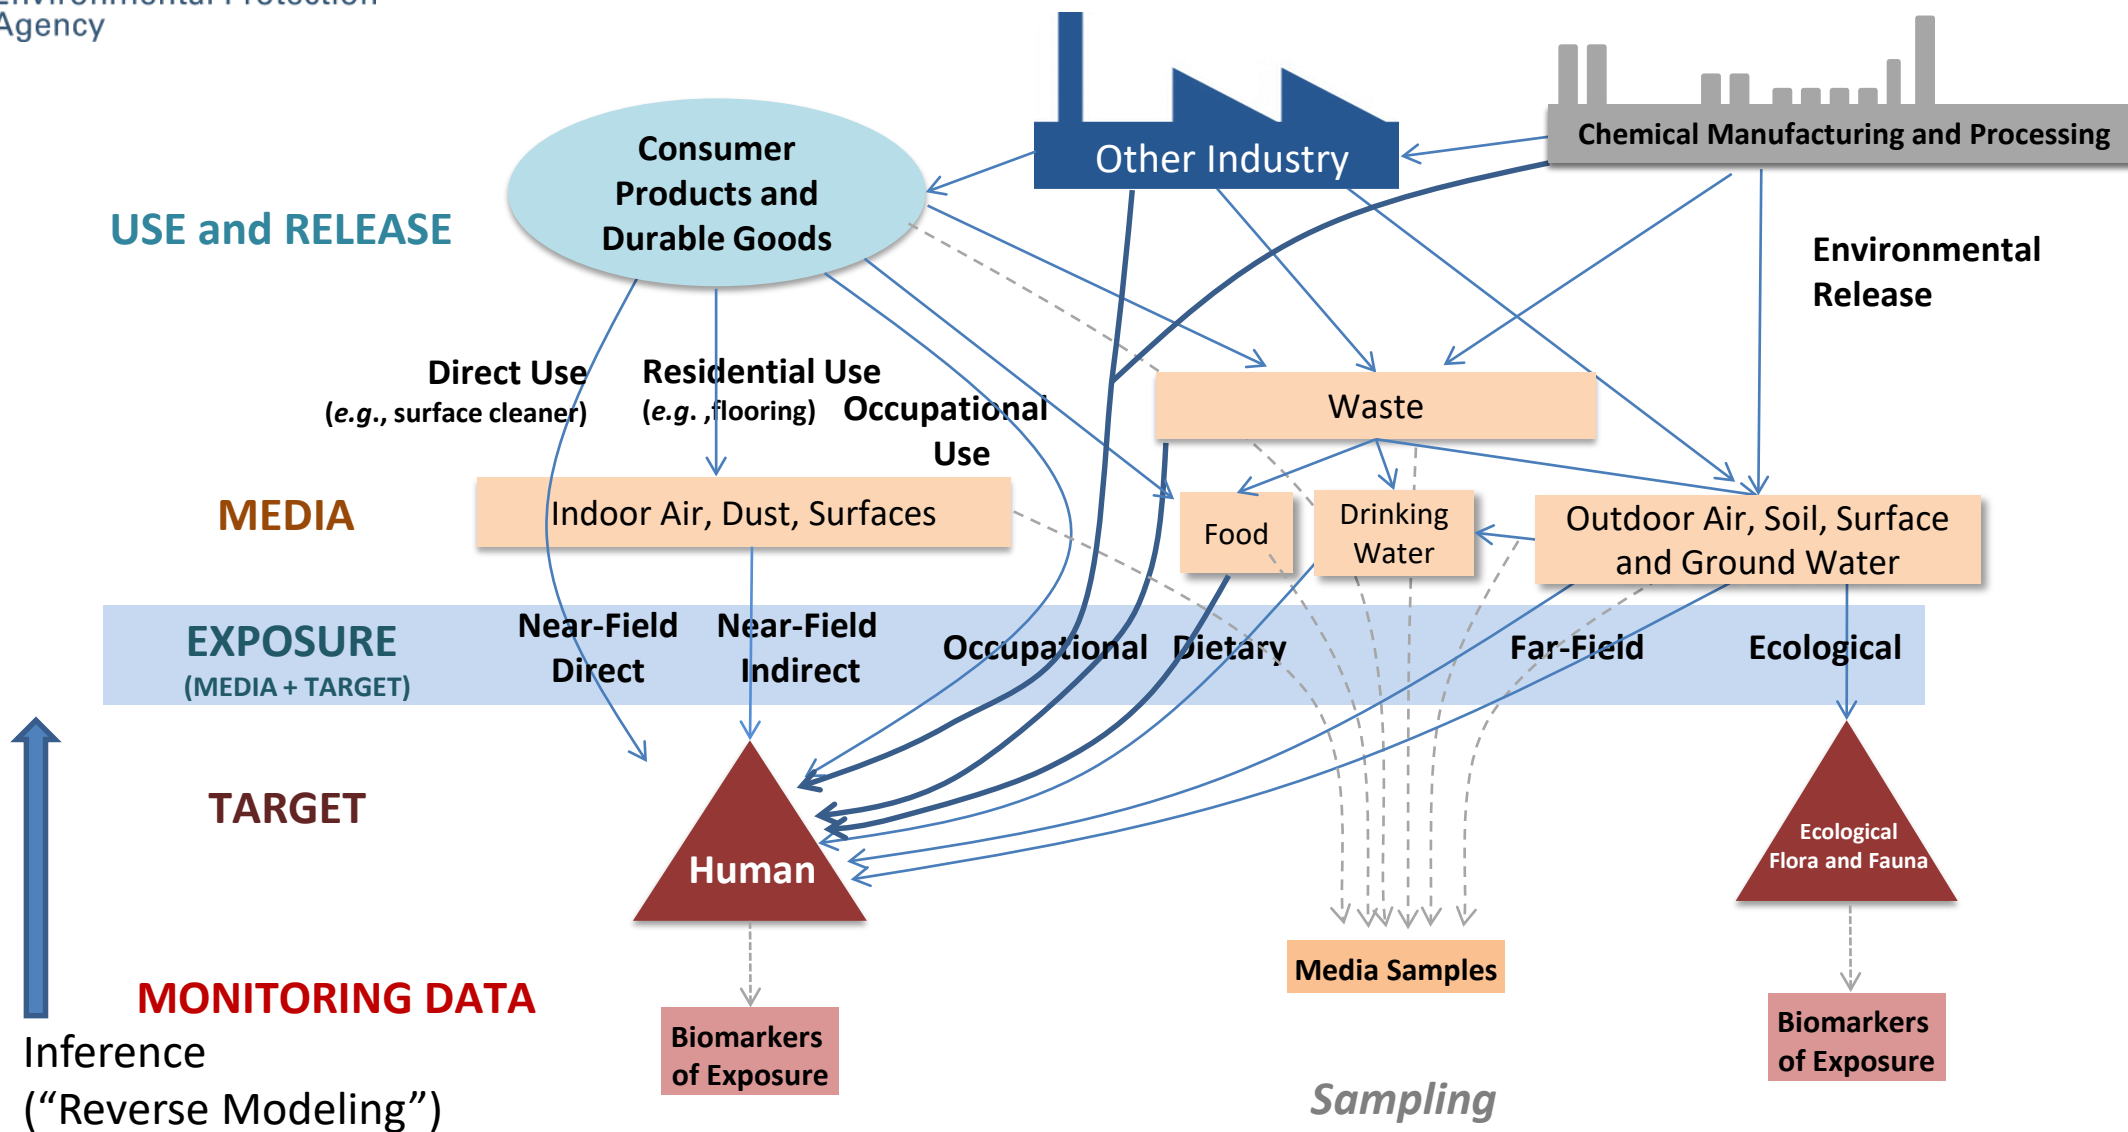 Environmental Protection
Agency
Consumer
Products and
Durable Goods
Other Industry
Chemical Manufacturing and Processing
USE and RELEASE
Environmental
Release
Direct Use
(e.g., surface cleaner)
Residential Use
(e.g. ,flooring)
Occupational
Use
Waste
MEDIA
Indoor Air, Dust, Surfaces
Food
Drinking
Water
Outdoor Air, Soil, Surface
and Ground Water
EXPOSURE
(MEDIA + TARGET)
Near-Field
Direct
Near-Field
Indirect
Occupational
Dietary
Far-Field
Ecological
TARGET
Human
Ecological
Flora and Fauna
MONITORING DATA
Media Samples
Biomarkers
of Exposure
Biomarkers
of Exposure
Inference
(“Reverse Modeling”)
Sampling